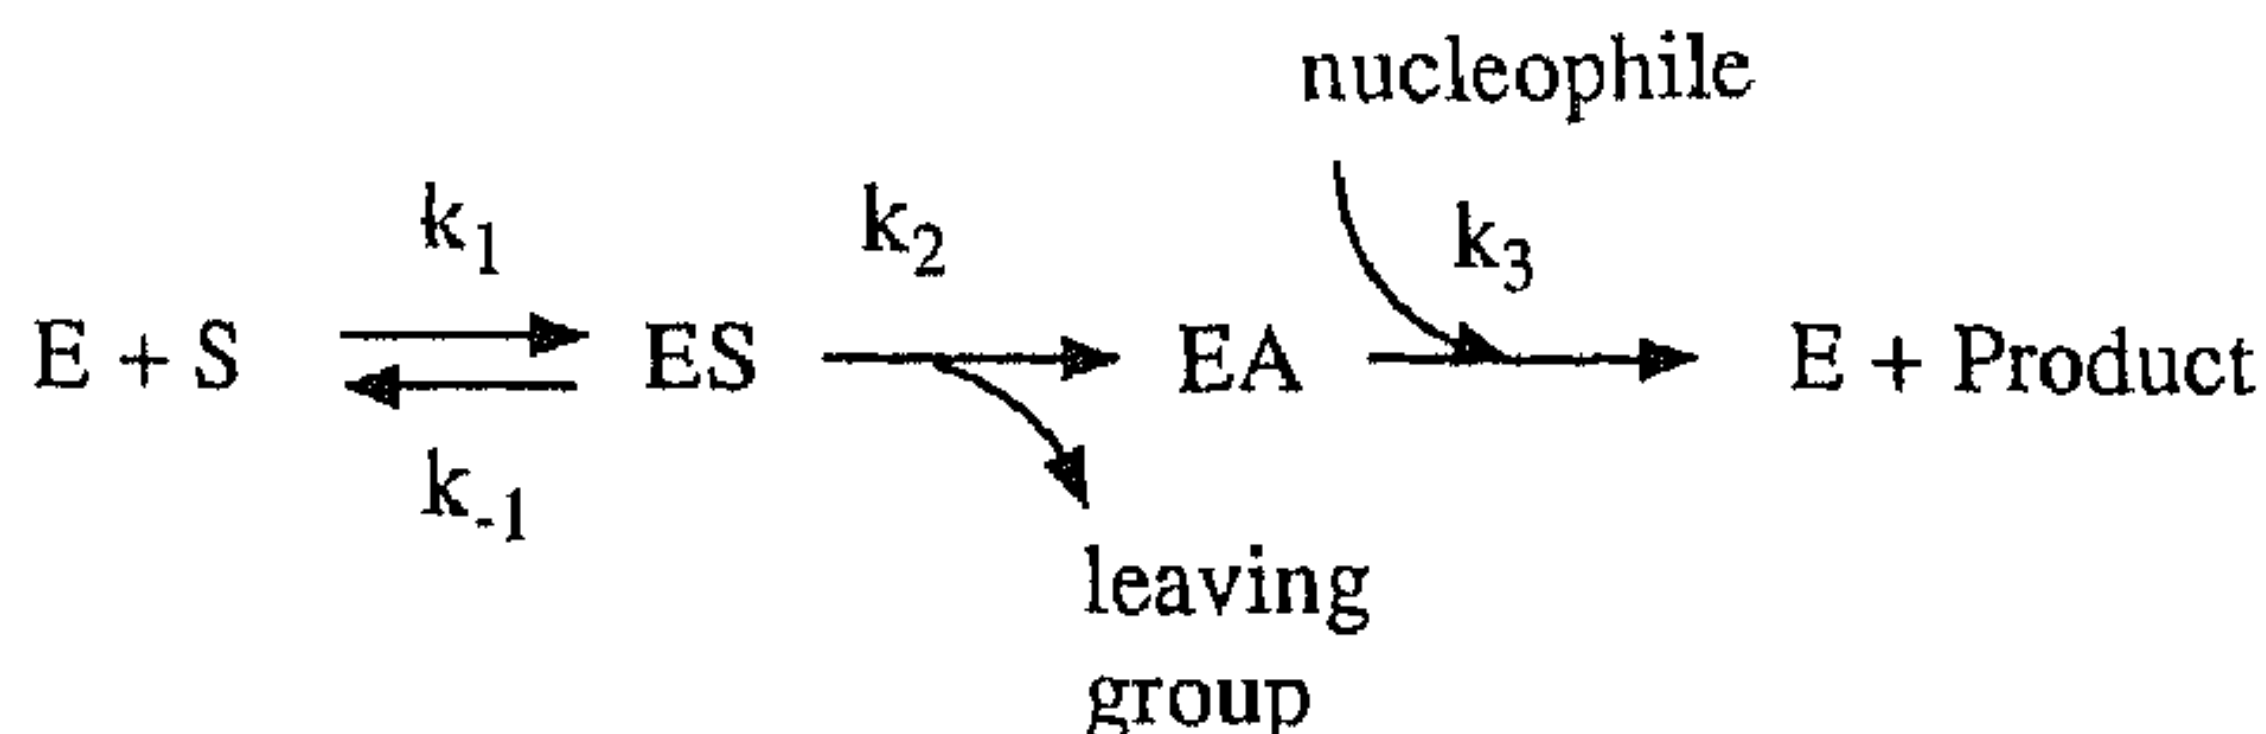 nucleophile
k₁ k₂ k₃
E + S ES EA E + Product
k₋₁
leaving
group